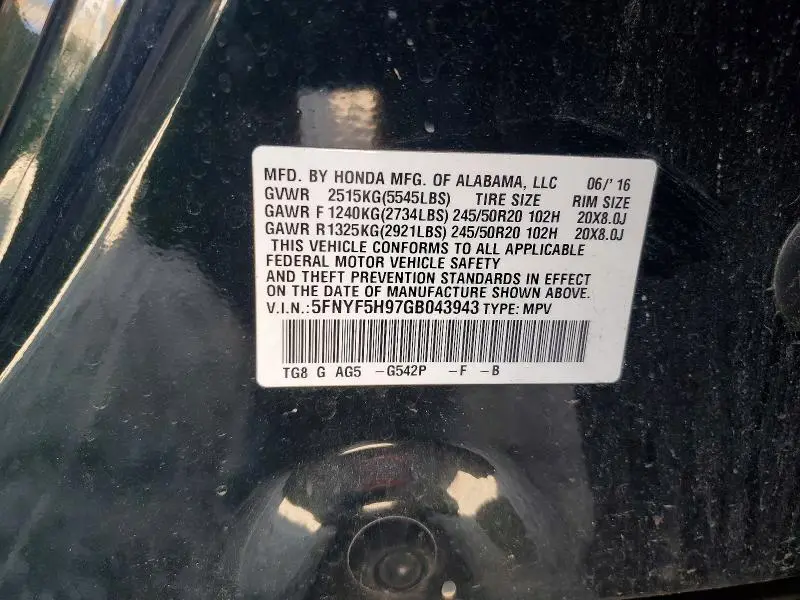 MFD. BY HONDA MFG. OF ALABAMA, LLC 06/'16
GVWR 2515KG(5545LBS) TIRE SIZE RIM SIZE
GAWR F 1240KG(2734LBS) 245/50R20 102H 20X8.0J
GAWR R 1325KG(2921LBS) 245/50R20 102H 20X8.0J
THIS VEHICLE CONFORMS TO ALL APPLICABLE
FEDERAL MOTOR VEHICLE SAFETY
AND THEFT PREVENTION STANDARDS IN EFFECT
ON THE DATE OF MANUFACTURE SHOWN ABOVE.
V.I.N.: 5FNYF5H97GB043943 TYPE: MPV
TG8 G AG5 -G542P -F -B